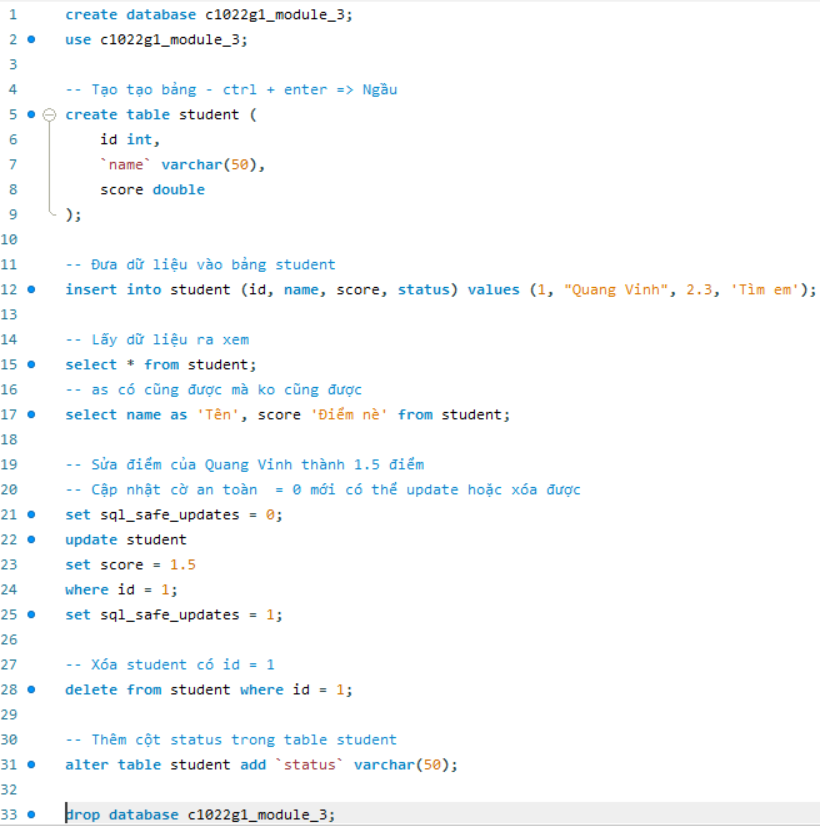 1 create database c1022g1_module_3;
2 use c1022g1_module_3;
3
4 -- Tạo tạo bảng - ctrl + enter => Ngầu
5 create table student (
6 id int,
7 `name` varchar(50),
8 score double
9 );
10
11 -- Đưa dữ liệu vào bảng student
12 insert into student (id, name, score, status) values (1, "Quang Vinh", 2.3, 'Tìm em');
13
14 -- Lấy dữ liệu ra xem
15 select * from student;
16 -- as có cũng được mà ko cũng được
17 select name as 'Tên', score 'Điểm nè' from student;
18
19 -- Sửa điểm của Quang Vinh thành 1.5 điểm
20 -- Cập nhật cờ an toàn  = 0 mới có thể update hoặc xóa được
21 set sql_safe_updates = 0;
22 update student
23 set score = 1.5
24 where id = 1;
25 set sql_safe_updates = 1;
26
27 -- Xóa student có id = 1
28 delete from student where id = 1;
29
30 -- Thêm cột status trong table student
31 alter table student add `status` varchar(50);
32
33 drop database c1022g1_module_3;